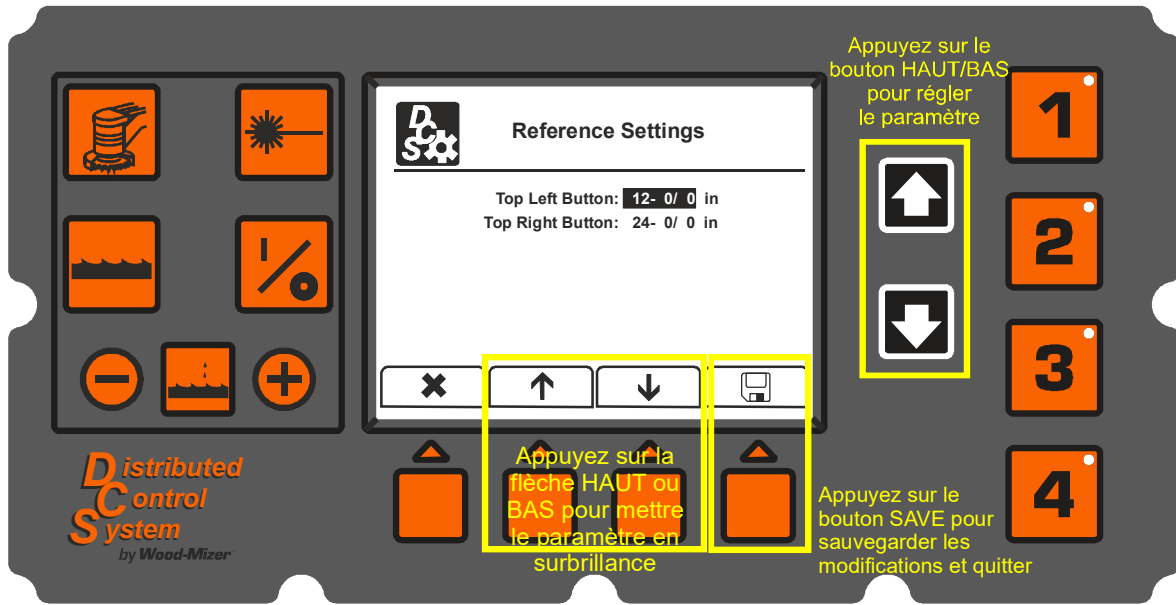 Appuyez sur le
bouton HAUT/BAS
pour régler
le paramètre
1
DCS
Reference Settings
Top Left Button: 12- 0/ 0 in
Top Right Button: 24- 0/ 0 in
2
3
Appuyez sur la
flèche HAUT ou
BAS pour mettre
le paramètre en
surbrillance
Appuyez sur le
bouton SAVE pour
sauvegarder les
modifications et quitter
4
Distributed
Control
System
by Wood-Mizer